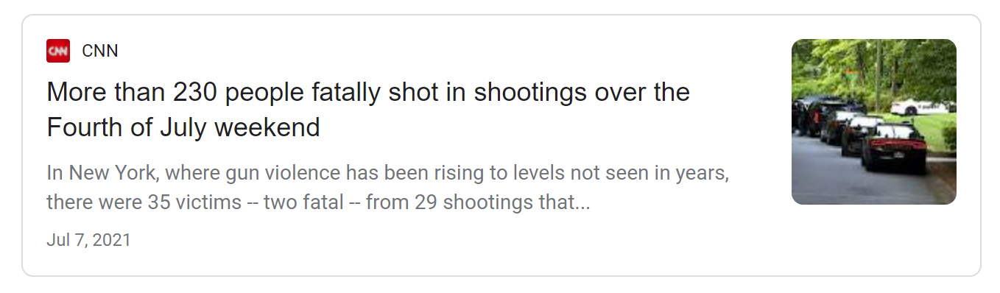 CNN CNN
More than 230 people fatally shot in shootings over the
Fourth of July weekend
In New York, where gun violence has been rising to levels not seen in years,
there were 35 victims -- two fatal -- from 29 shootings that...
Jul 7, 2021